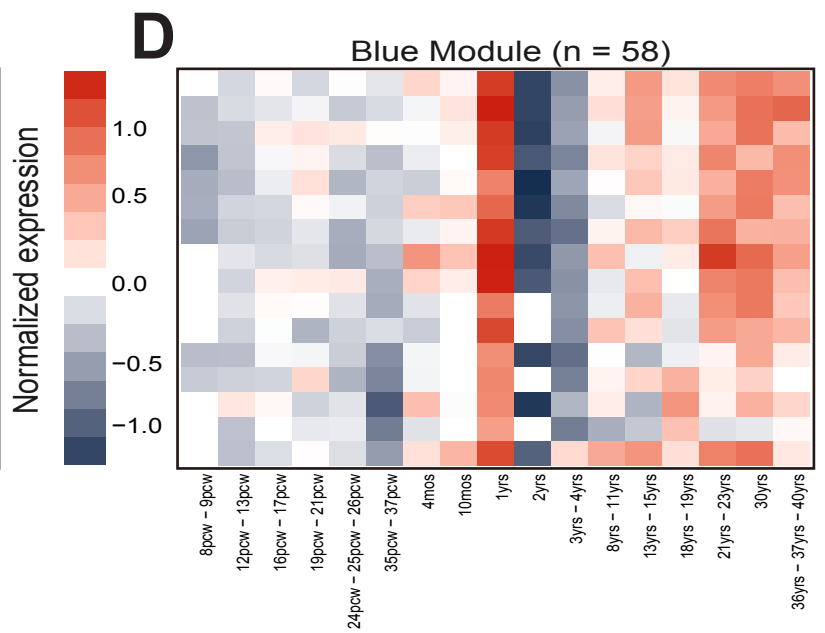 D
Blue Module (n = 58)
Normalized expression
1.0
0.5
0.0
−0.5
−1.0
8pcw − 9pcw
12pcw − 13pcw
16pcw − 17pcw
19pcw − 21pcw
24pcw − 25pcw − 26pcw
35pcw − 37pcw
4mos
10mos
1yrs
2yrs
3yrs − 4yrs
8yrs − 11yrs
13yrs − 15yrs
18yrs − 19yrs
21yrs − 23yrs
30yrs
36yrs − 37yrs − 40yrs